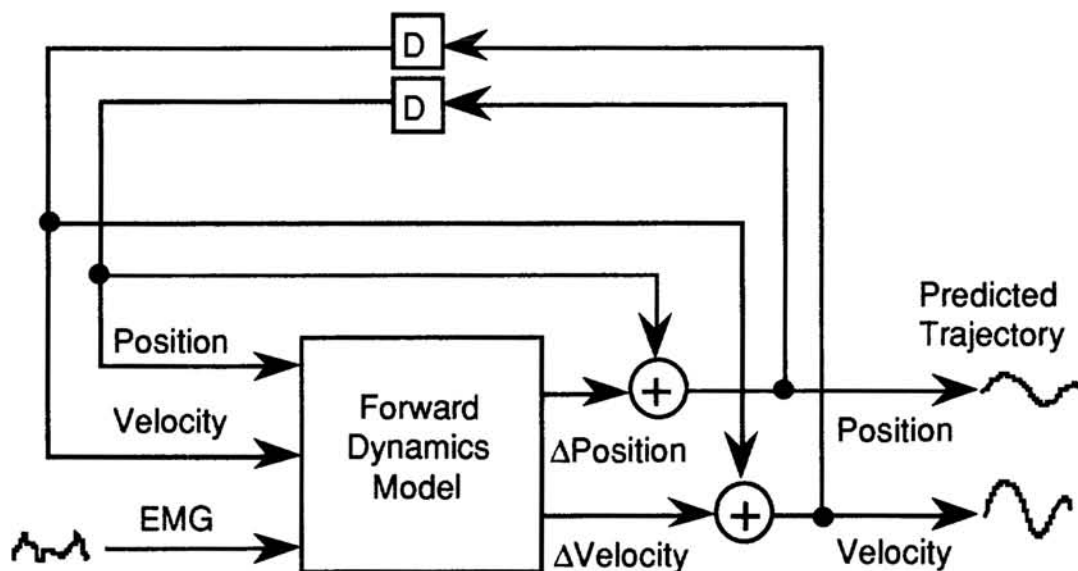 D
D
Predicted
Trajectory
Position
Velocity
EMG
Forward
Dynamics
Model
ΔPosition
ΔVelocity
+
+
Position
Velocity